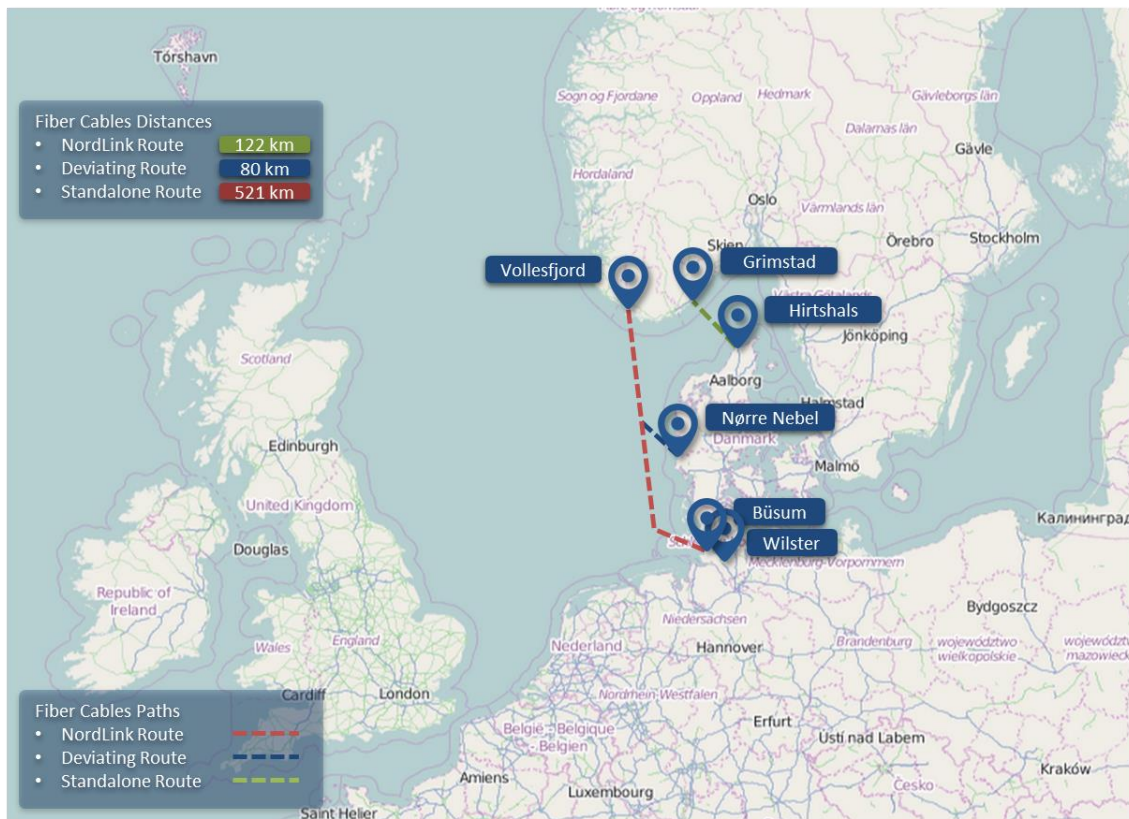 Tórshavn
Sogn og Fjordane
Oppland
Hedmark
Gävleborgs län
Dalarnas län
Gävle
Fiber Cables Distances
• NordLink Route 122 km
• Deviating Route 80 km
• Standalone Route 521 km
Hordaland
Oslo
Värmlands län
Örebro
Stockholm
Skien
Vollesfjord
Grimstad
Västra Götalands
Hirtshals
Jönköping
Scotland
Aalborg
Halmstad
Nørre Nebel
Danmark
Edinburgh
Malmö
United Kingdom
Büsum
Калининград
Douglas
Wilster
Mecklenburg-Vorpommern
Republic of
Ireland
Niedersachsen
Bydgoszcz
Wales
England
Nederland
Hannover
Brandenburg
województwo
wielkopolskie
województwo
mazowiecki
Cardiff
London
Nordrhein-Westfalen
Fiber Cables Paths
• NordLink Route
• Deviating Route
• Standalone Route
België - Belgique
- Belgien
Erfurt
Ústí nad Labem
Amiens
Luxembourg
Česko
Kraków
Saint Helier